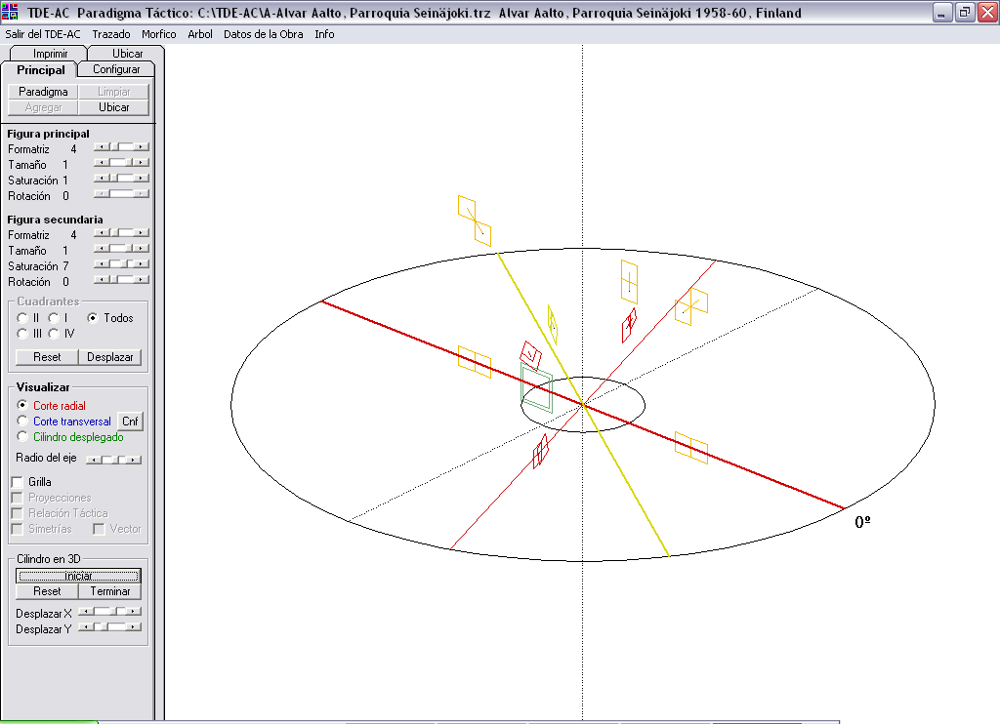 TDE-AC Paradigma Táctico: C:\TDE-AC\A-Alvar Aalto, Parroquia Seinäjoki.trz Alvar Aalto, Parroquia Seinäjoki 1958-60, Finland
Salir del TDE-AC Trazado Morfico Arbol Datos de la Obra Info
Imprimir Ubicar
Principal Configurar
Paradigma Limpiar
Agregar Ubicar
Figura principal
Formatriz 4
Tamaño 1
Saturación 1
Rotación 0
Figura secundaria
Formatriz 4
Tamaño 1
Saturación 7
Rotación 0
Cuadrantes
II I Todos
III IV
Reset Desplazar
Visualizar
Corte radial
Corte transversal Cnf
Cilindro desplegado
Radio del eje
Grilla
Proyecciones
Relación Táctica
Simetrías Vector
Cilindro en 3D
Iniciar
Reset Terminar
Desplazar X
Desplazar Y
0º